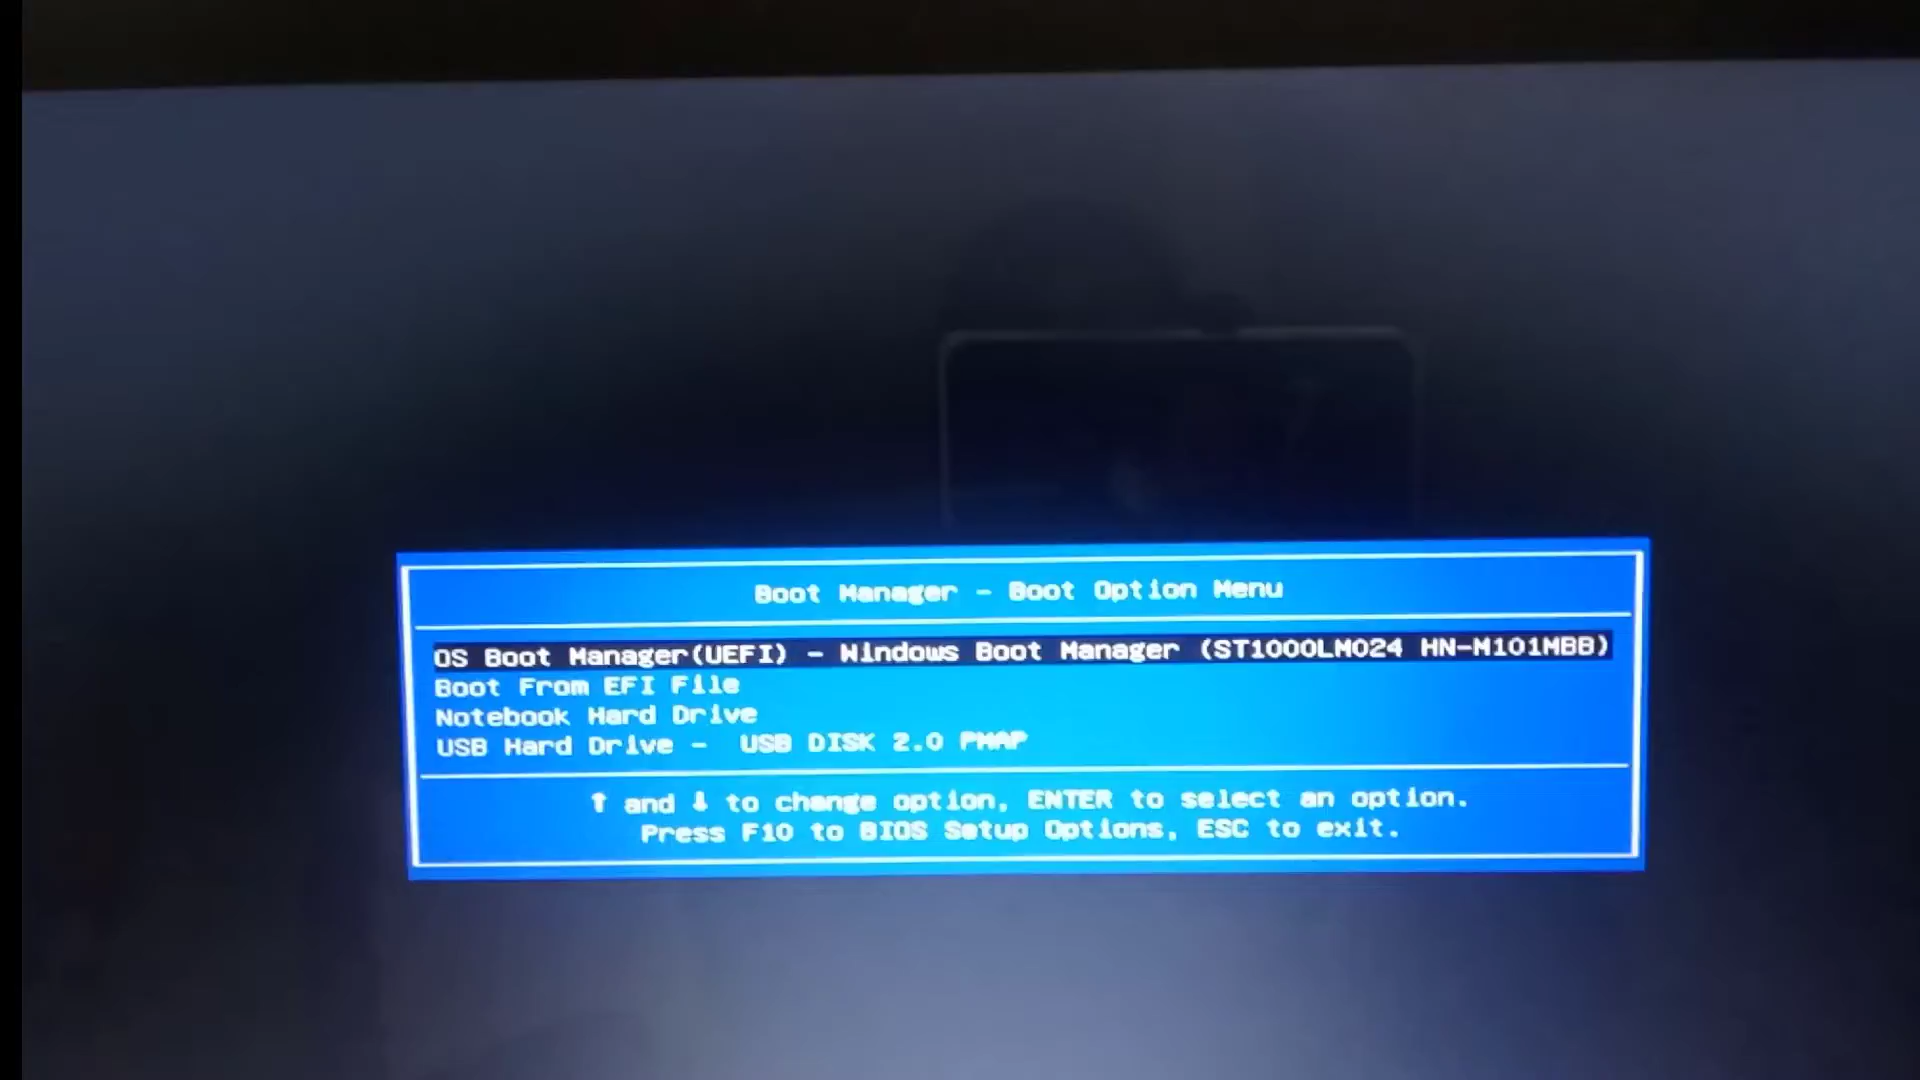 Boot Manager - Boot Option Menu
OS Boot Manager(UEFI) - Windows Boot Manager (ST1000LM024 HN-M101MBB)
Boot From EFI File
Notebook Hard Drive
USB Hard Drive - USB DISK 2.0 PMAP
↑ and ↓ to change option, ENTER to select an option.
Press F10 to BIOS Setup Options, ESC to exit.